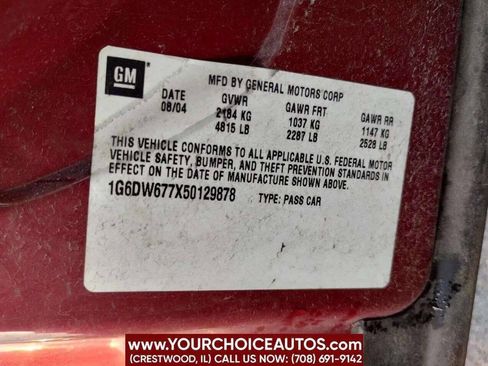 GM
MFD BY GENERAL MOTORS CORP
DATE GVWR GAWR FRT GAWR RR
08/04 2184 KG 1037 KG 1147 KG
4815 LB 2287 LB 2528 LB
THIS VEHICLE CONFORMS TO ALL APPLICABLE U.S. FEDERAL MOTOR
VEHICLE SAFETY, BUMPER, AND THEFT PREVENTION STANDARDS IN
EFFECT ON THE DATE OF MANUFACTURE SHOWN ABOVE.
1G6DW677X50129878 TYPE: PASS CAR
WWW.YOURCHOICEAUTOS.COM
(CRESTWOOD, IL) CALL US NOW: (708) 691-9142